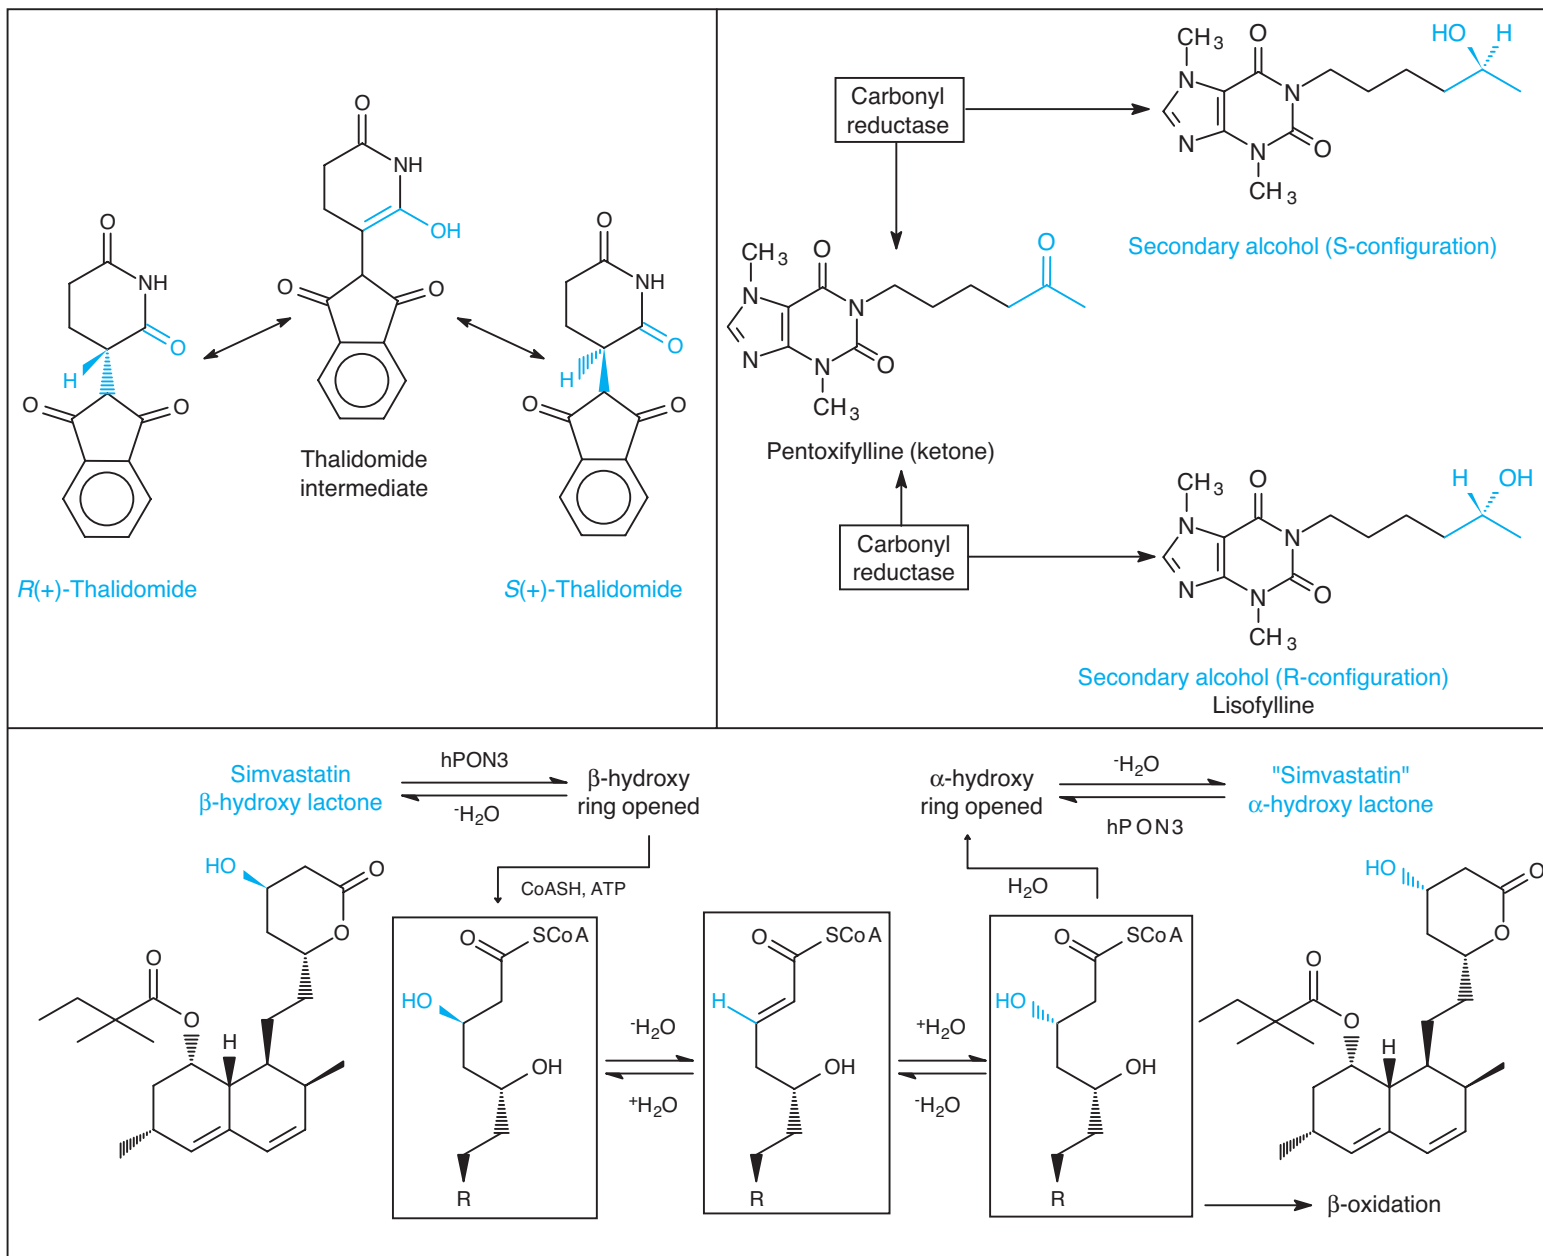 O
NH
OH
O
O
O
NH
O
H
O
O
R(+)-Thalidomide
Thalidomide
intermediate
O
NH
O
H
O
O
S(+)-Thalidomide
Carbonyl
reductase
HO
H
CH3
O
N
N
N
N
O
CH3
Secondary alcohol (S-configuration)
O
CH3
O
N
N
N
N
O
CH3
Pentoxifylline (ketone)
Carbonyl
reductase
H
OH
CH3
O
N
N
N
N
O
CH3
Secondary alcohol (R-configuration)
Lisofylline
Simvastatin
β-hydroxy lactone
hPON3
-H2O
β-hydroxy
ring opened
α-hydroxy
ring opened
-H2O
hPON3
"Simvastatin"
α-hydroxy lactone
CoASH, ATP
H2O
HO
O
O
O
O
H
O
SCoA
HO
OH
R
-H2O
+H2O
O
SCoA
H
OH
R
+H2O
-H2O
O
SCoA
HO
OH
R
HO
O
O
O
O
H
β-oxidation